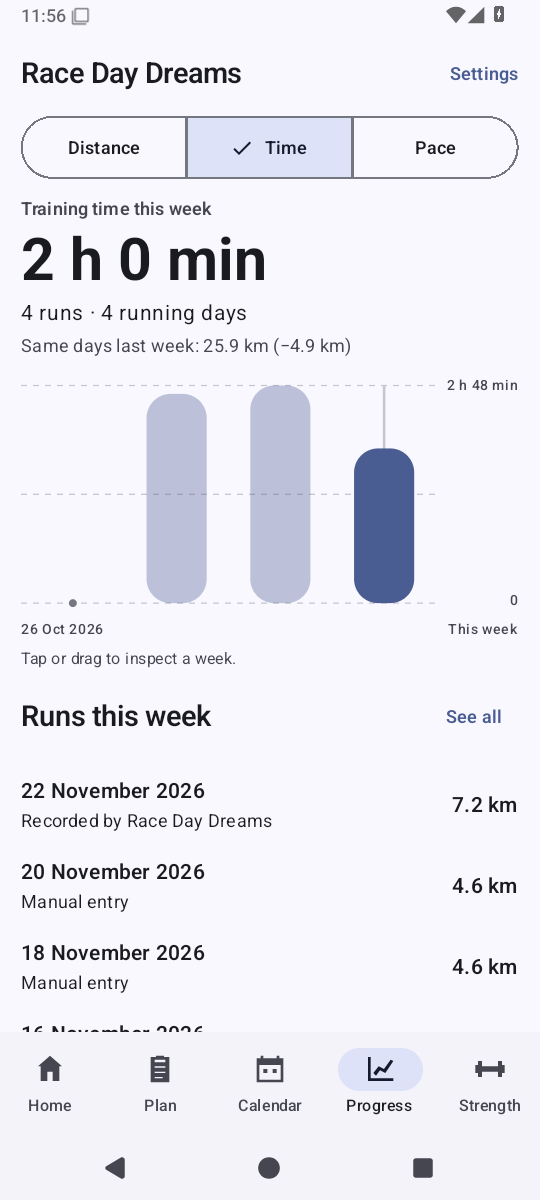 11:56
Race Day Dreams
Settings
Distance
Time
Pace
Training time this week
2 h 0 min
4 runs · 4 running days
Same days last week: 25.9 km (−4.9 km)
2 h 48 min
0
26 Oct 2026
This week
Tap or drag to inspect a week.
Runs this week
See all
22 November 2026
Recorded by Race Day Dreams
7.2 km
20 November 2026
Manual entry
4.6 km
18 November 2026
Manual entry
4.6 km
16 November 2026
Home
Plan
Calendar
Progress
Strength